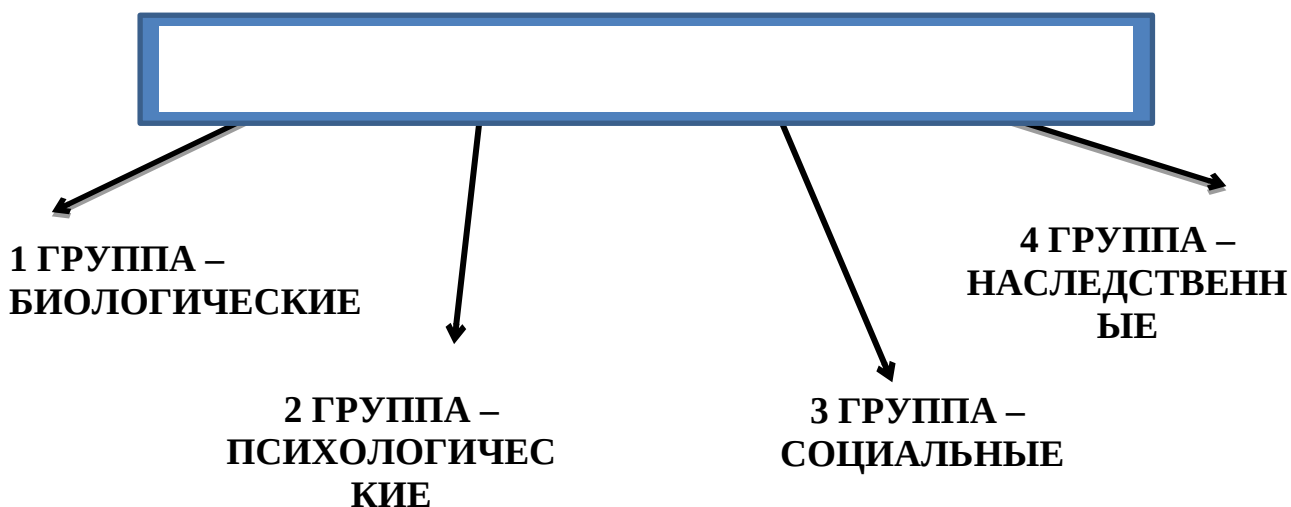 1 ГРУППА –
БИОЛОГИЧЕСКИЕ
2 ГРУППА –
ПСИХОЛОГИЧЕС
КИЕ
3 ГРУППА –
СОЦИАЛЬНЫЕ
4 ГРУППА –
НАСЛЕДСТВЕНН
ЫЕ